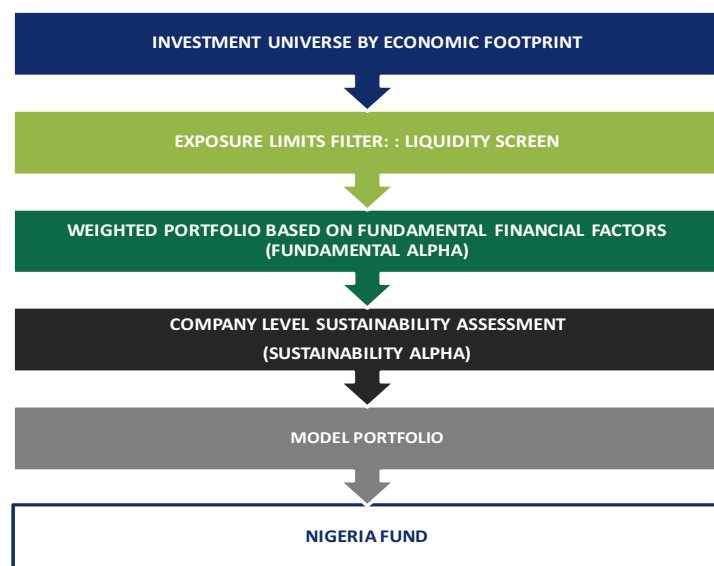 INVESTMENT UNIVERSE BY ECONOMIC FOOTPRINT
EXPOSURE LIMITS FILTER: : LIQUIDITY SCREEN
WEIGHTED PORTFOLIO BASED ON FUNDAMENTAL FINANCIAL FACTORS
(FUNDAMENTAL ALPHA)
COMPANY LEVEL SUSTAINABILITY ASSESSMENT
(SUSTAINABILITY ALPHA)
MODEL PORTFOLIO
NIGERIA FUND